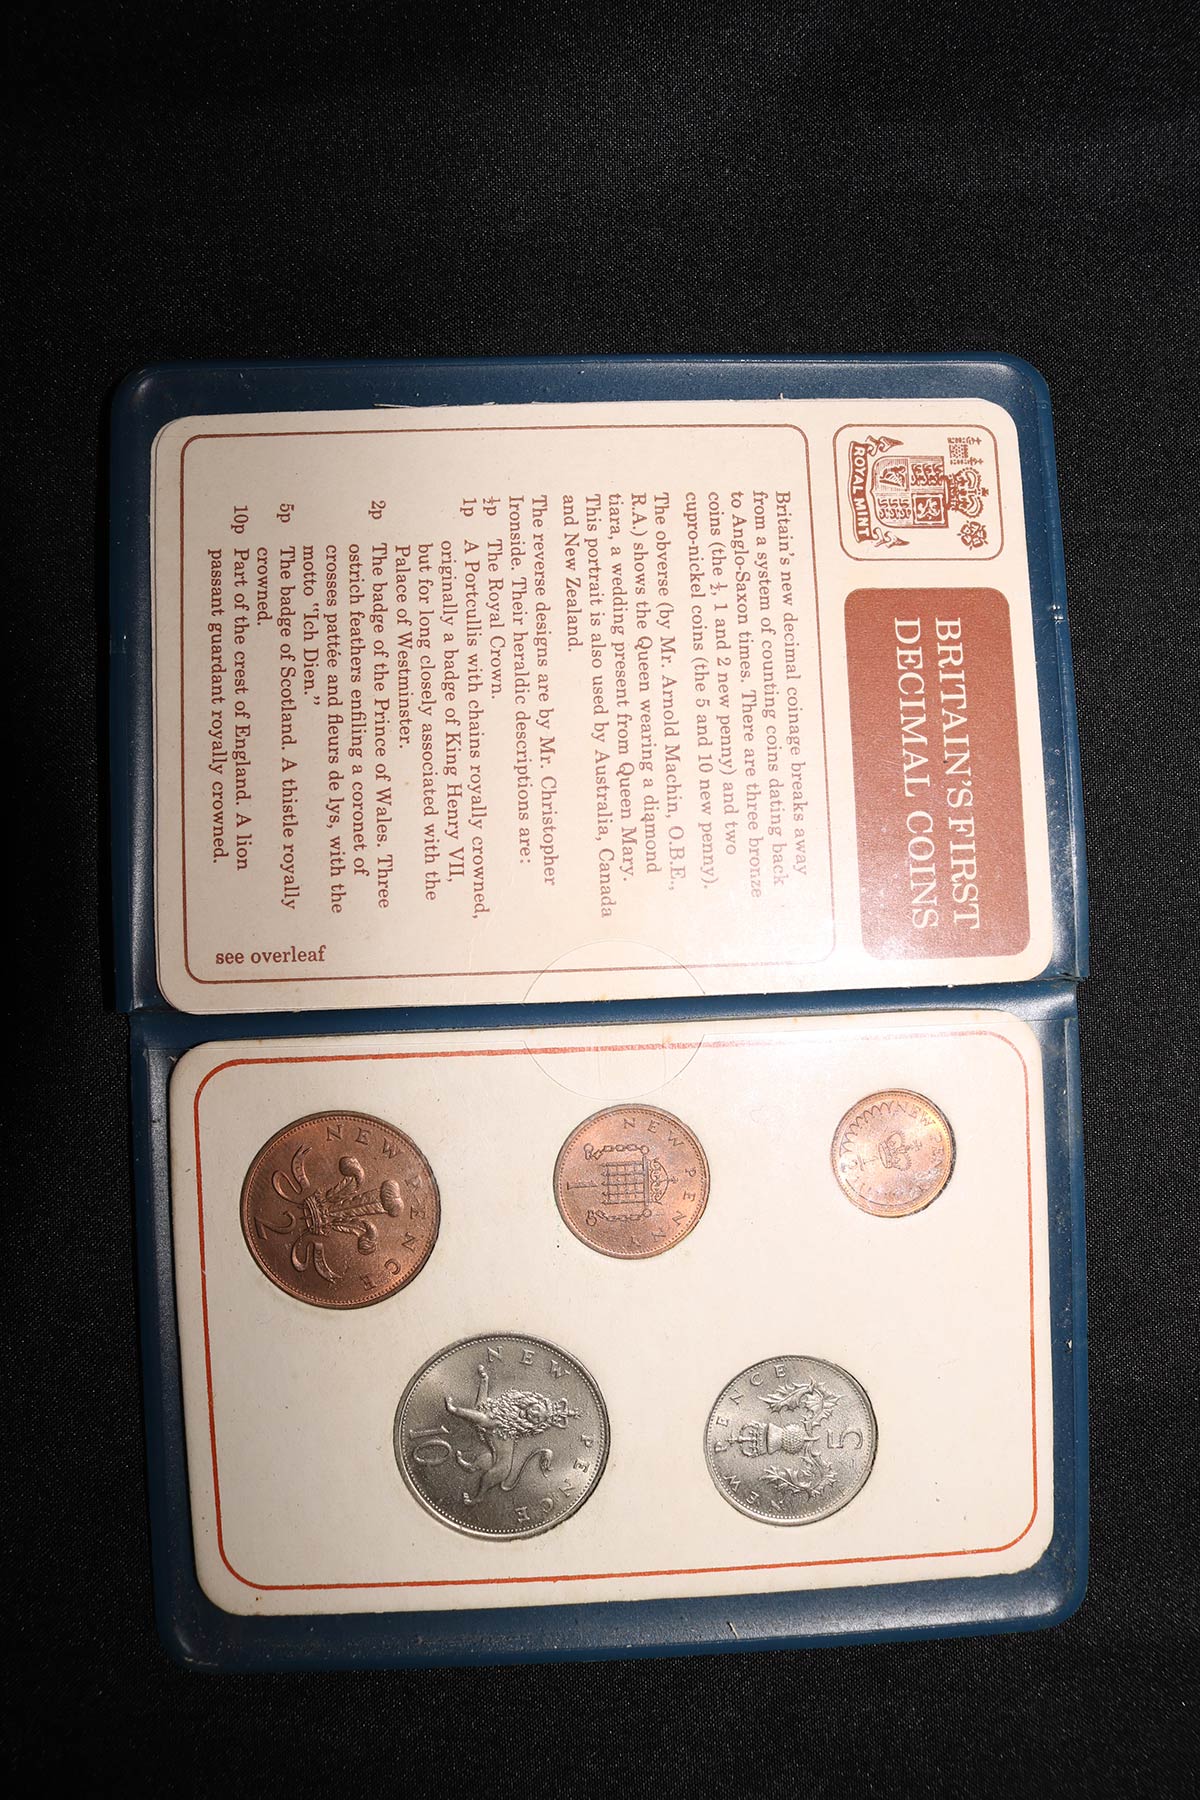 ROYAL MINT
BRITAIN'S FIRST
DECIMAL COINS
Britain's new decimal coinage breaks away
from a system of counting coins dating back
to Anglo-Saxon times. There are three bronze
coins (the ½, 1 and 2 new penny) and two
cupro-nickel coins (the 5 and 10 new penny).
The obverse (by Mr. Arnold Machin, O.B.E.,
R.A.) shows the Queen wearing a diamond
tiara, a wedding present from Queen Mary.
This portrait is also used by Australia, Canada
and New Zealand.
The reverse designs are by Mr. Christopher
Ironside. Their heraldic descriptions are:
½p The Royal Crown.
1p A Portcullis with chains royally crowned,
originally a badge of King Henry VII,
but for long closely associated with the
Palace of Westminster.
2p The badge of the Prince of Wales. Three
ostrich feathers enfiling a coronet of
crosses pattée and fleurs de lys, with the
motto "Ich Dien."
5p The badge of Scotland. A thistle royally
crowned.
10p Part of the crest of England. A lion
passant guardant royally crowned.
see overleaf
NEW PENNY
NEW PENNY
1
NEW PENCE
2
NEW PENCE
5
NEW PENCE
10